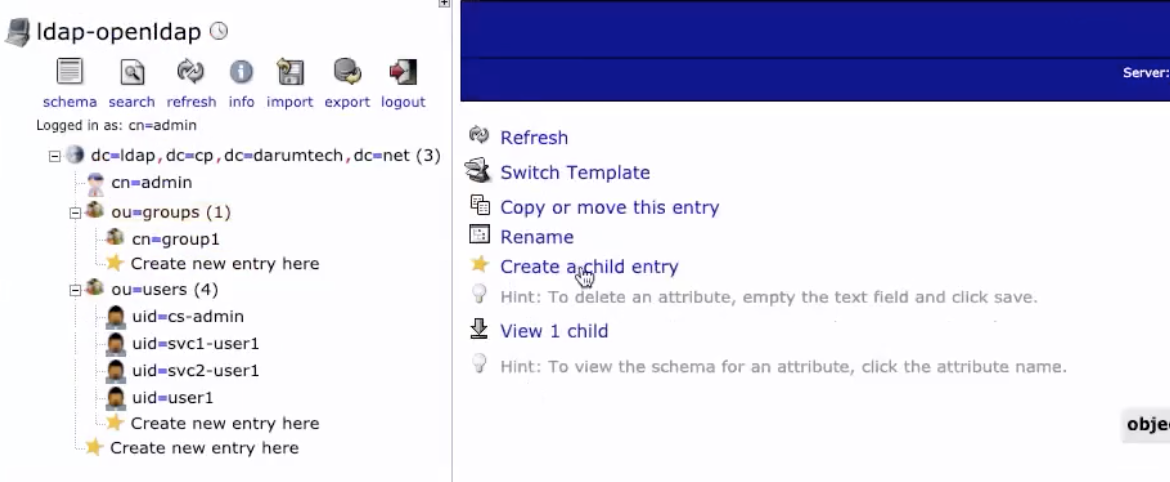 ldap-openldap
schema search refresh info import export logout
Logged in as: cn=admin
dc=ldap,dc=cp,dc=darumtech,dc=net (3)
cn=admin
ou=groups (1)
cn=group1
Create new entry here
ou=users (4)
uid=cs-admin
uid=svc1-user1
uid=svc2-user1
uid=user1
Create new entry here
Create new entry here
Server:
Refresh
Switch Template
Copy or move this entry
Rename
Create a child entry
Hint: To delete an attribute, empty the text field and click save.
View 1 child
Hint: To view the schema for an attribute, click the attribute name.
obje